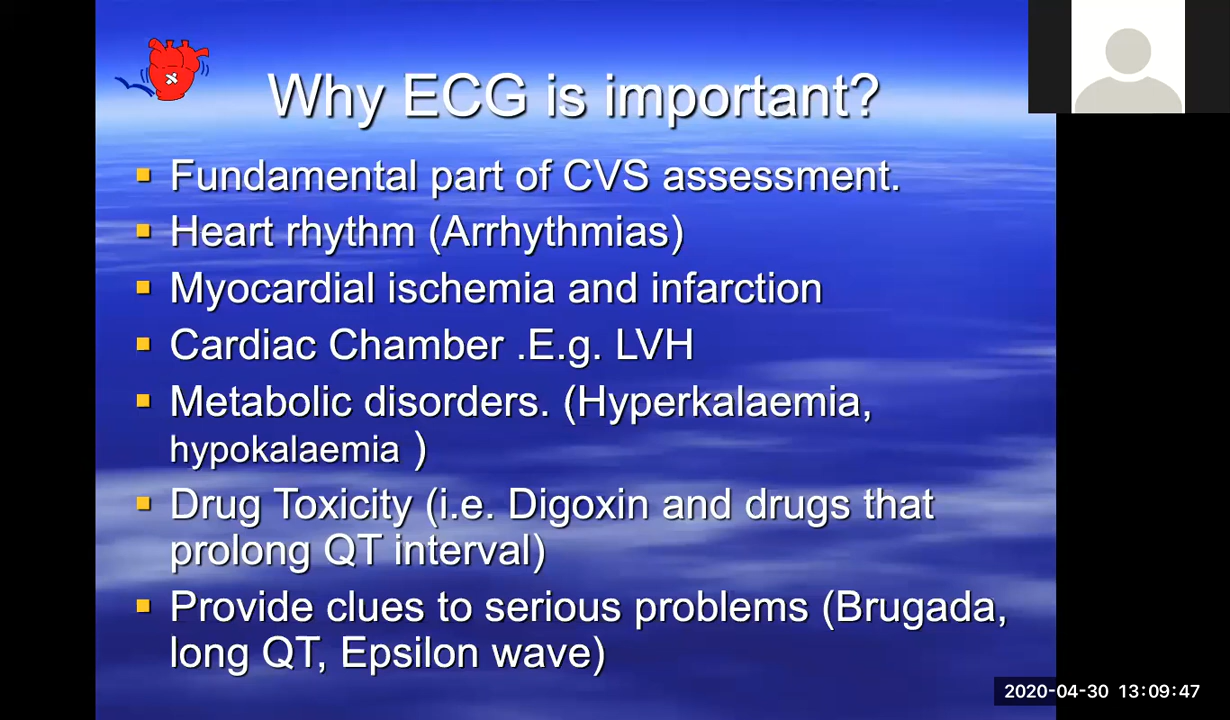 Why ECG is important?
Fundamental part of CVS assessment.
Heart rhythm (Arrhythmias)
Myocardial ischemia and infarction
Cardiac Chamber .E.g. LVH
Metabolic disorders. (Hyperkalaemia,
hypokalaemia )
Drug Toxicity (i.e. Digoxin and drugs that
prolong QT interval)
Provide clues to serious problems (Brugada,
long QT, Epsilon wave)
2020-04-30 13:09:47